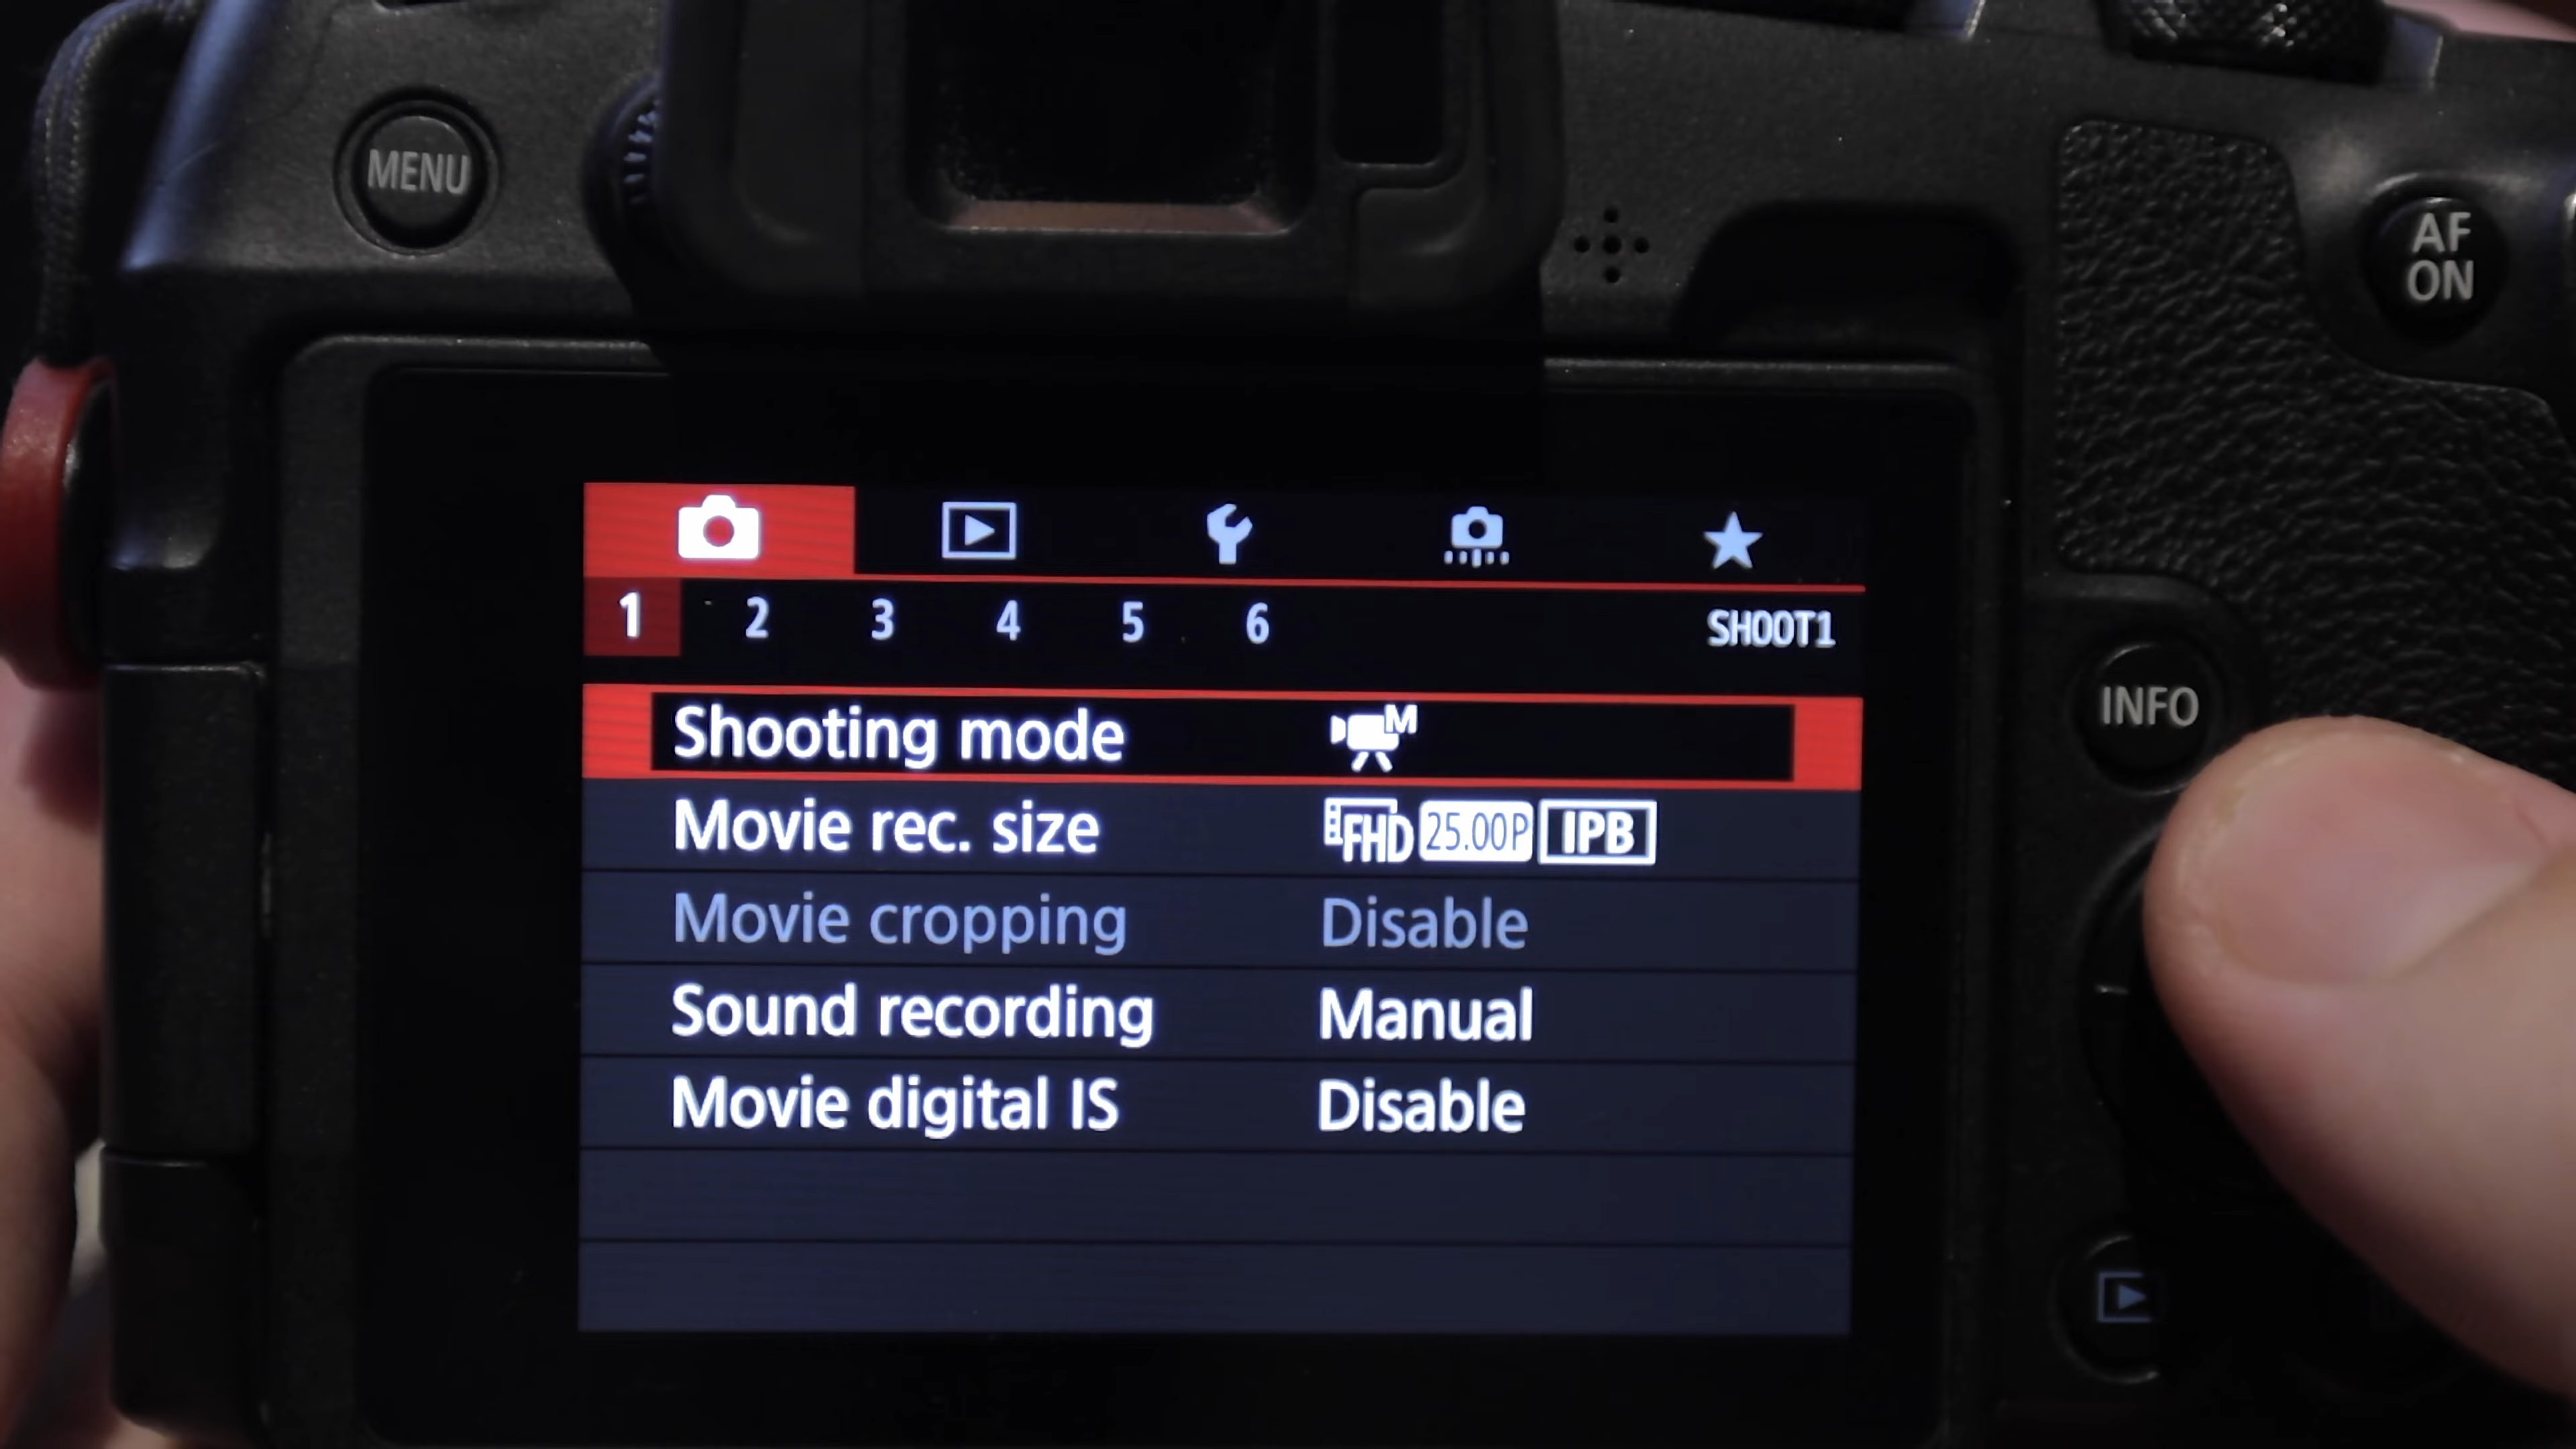 MENU
AF
ON
1 2 3 4 5 6 SHOOT1
INFO
Shooting mode M
Movie rec. size FHD 25.00P IPB
Movie cropping Disable
Sound recording Manual
Movie digital IS Disable